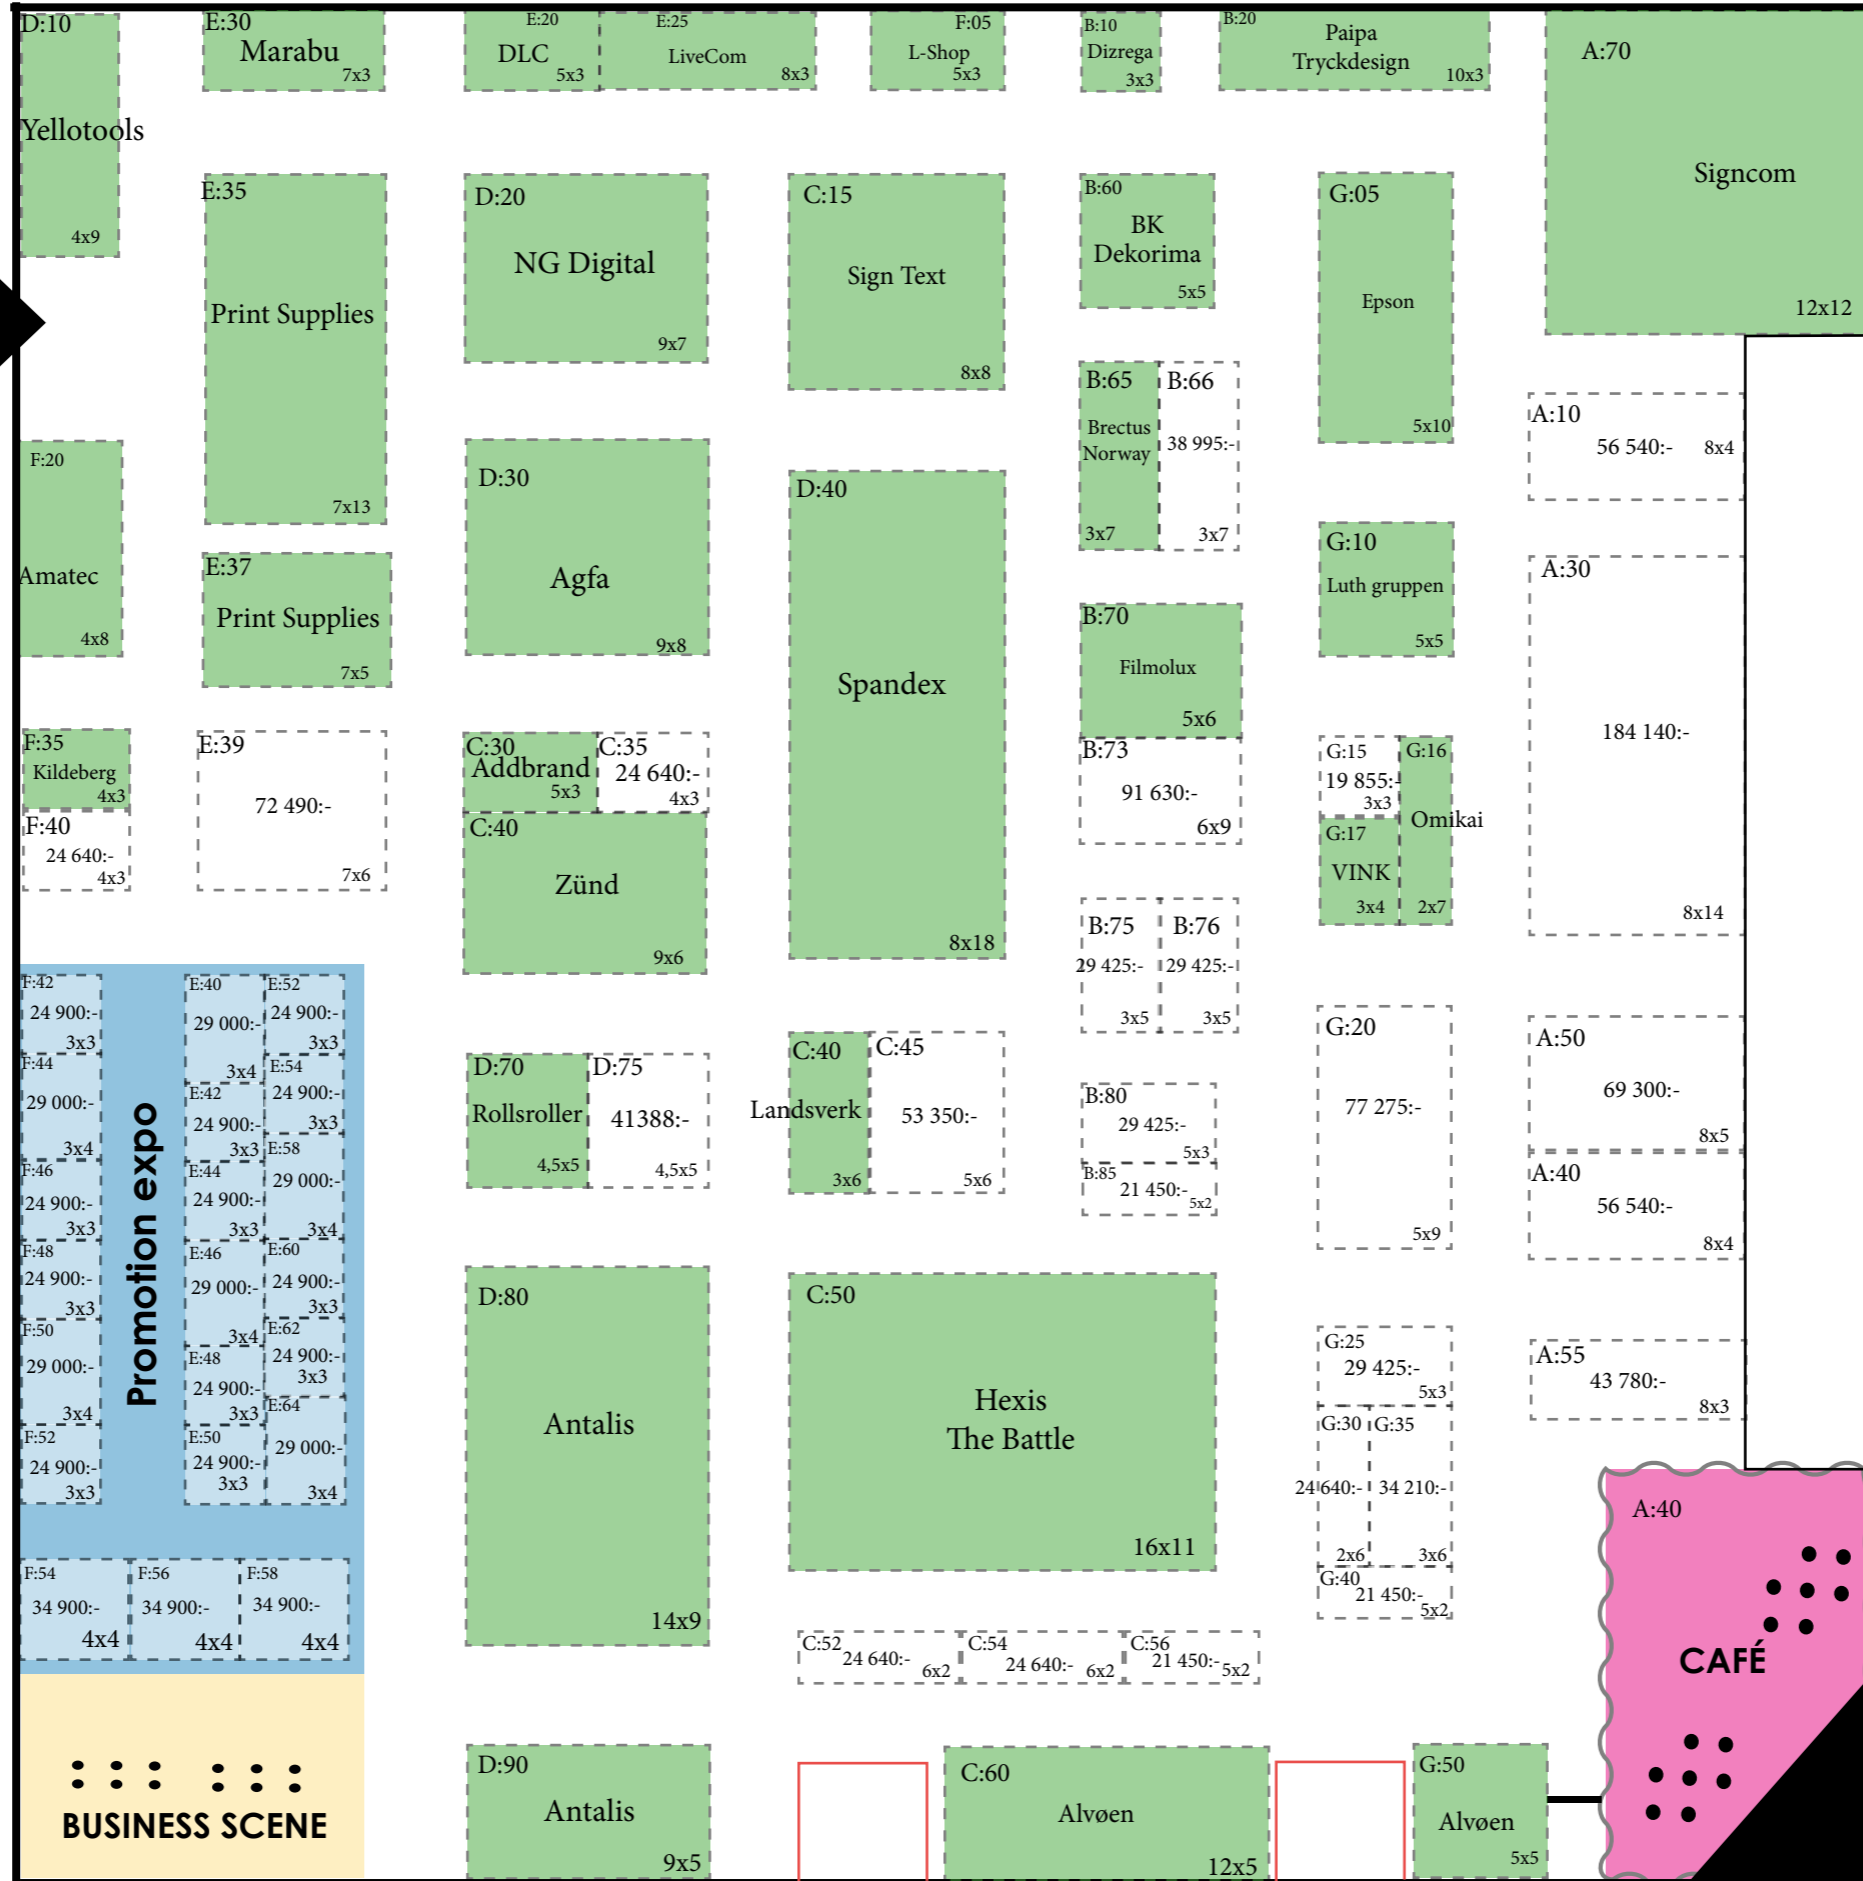 D:10
Yellotools
4x9
E:30
Marabu
7x3
E:20
DLC
5x3
E:25
LiveCom
8x3
F:05
L-Shop
5x3
B:10
Dizrega
3x3
B:20
Paipa
Tryckdesign
10x3
A:70
Signcom
12x12
E:35
Print Supplies
7x13
D:20
NG Digital
9x7
C:15
Sign Text
8x8
B:60
BK
Dekorima
5x5
G:05
Epson
5x10
B:65
Brectus
Norway
3x7
B:66
38 995:-
3x7
A:10
56 540:-
8x4
F:20
Amatec
4x8
E:37
Print Supplies
7x5
D:30
Agfa
9x8
D:40
Spandex
8x18
B:70
Filmolux
5x6
G:10
Luth gruppen
5x5
A:30
184 140:-
8x14
F:35
Kildeberg
4x3
F:40
24 640:-
4x3
E:39
72 490:-
7x6
C:30
Addbrand
5x3
C:35
24 640:-
4x3
C:40
Zünd
9x6
B:73
91 630:-
6x9
G:15
19 855:-
3x3
G:16
Omikai
2x7
G:17
VINK
3x4
B:75
29 425:-
3x5
B:76
29 425:-
3x5
F:42
24 900:-
3x3
F:44
29 000:-
3x4
F:46
24 900:-
3x3
F:48
24 900:-
3x3
F:50
29 000:-
3x4
F:52
24 900:-
3x3
Promotion expo
E:40
29 000:-
3x4
E:42
24 900:-
3x3
E:44
24 900:-
3x3
E:46
29 000:-
3x4
E:48
24 900:-
3x3
E:50
24 900:-
3x3
E:52
24 900:-
3x3
E:54
24 900:-
3x3
E:58
29 000:-
3x4
E:60
24 900:-
3x3
E:62
24 900:-
3x3
E:64
29 000:-
3x4
F:54
34 900:-
4x4
F:56
34 900:-
4x4
F:58
34 900:-
4x4
D:70
Rollsroller
4,5x5
D:75
41388:-
4,5x5
C:40
Landsverk
3x6
C:45
53 350:-
5x6
B:80
29 425:-
5x3
B:85
21 450:-
5x2
G:20
77 275:-
5x9
A:50
69 300:-
8x5
A:40
56 540:-
8x4
D:80
Antalis
14x9
C:50
Hexis
The Battle
16x11
G:25
29 425:-
5x3
G:30
24 640:-
2x6
G:35
34 210:-
3x6
G:40
21 450:-
5x2
A:55
43 780:-
8x3
A:40
CAFÉ
C:52
24 640:-
6x2
C:54
24 640:-
6x2
C:56
21 450:-
5x2
BUSINESS SCENE
D:90
Antalis
9x5
C:60
Alvøen
12x5
G:50
Alvøen
5x5